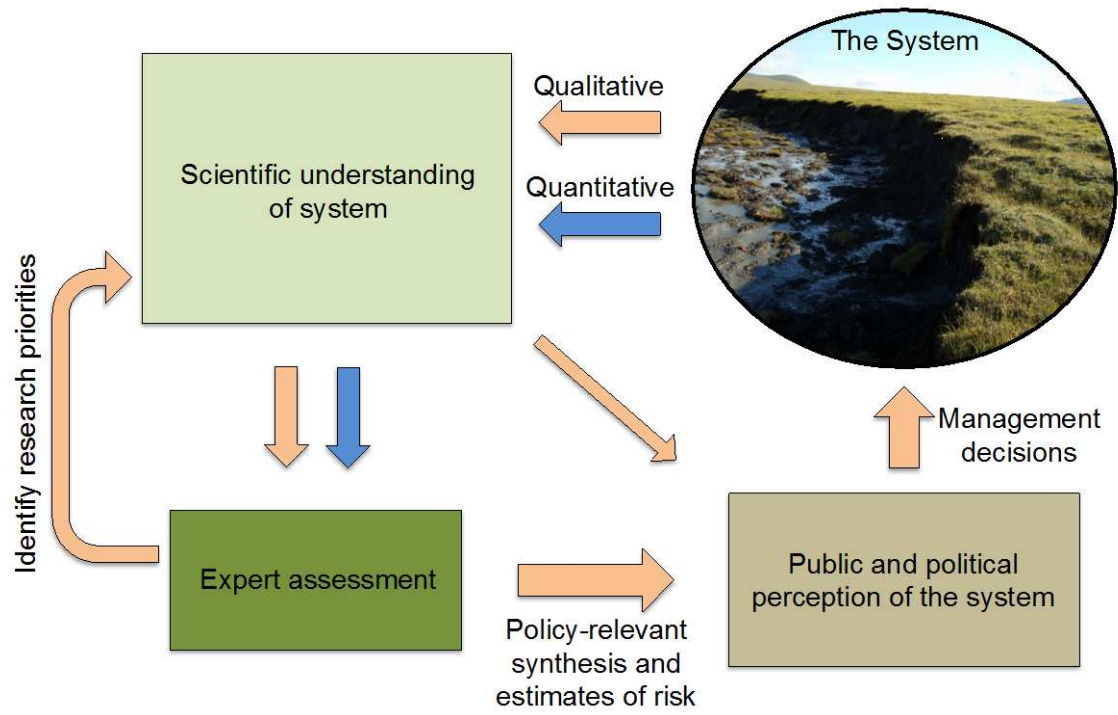 The System
Qualitative
Quantitative
Scientific understanding
of system
Identify research priorities
Management
decisions
Expert assessment
Policy-relevant
synthesis and
estimates of risk
Public and political
perception of the system